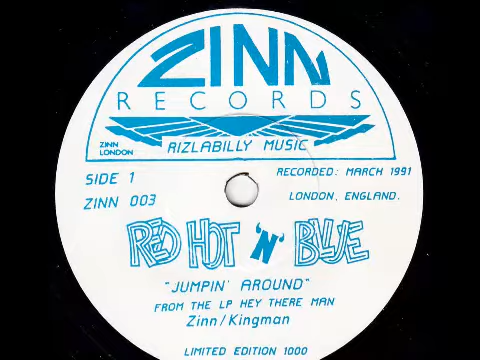 ZINN
RECORDS
RIZLABILLY MUSIC
ZINN
LONDON
SIDE 1
RECORDED: MARCH 1991
ZINN 003
LONDON, ENGLAND.
RED HOT 'N' BLUE
"JUMPIN' AROUND"
FROM THE LP HEY THERE MAN
Zinn/Kingman
LIMITED EDITION 1000